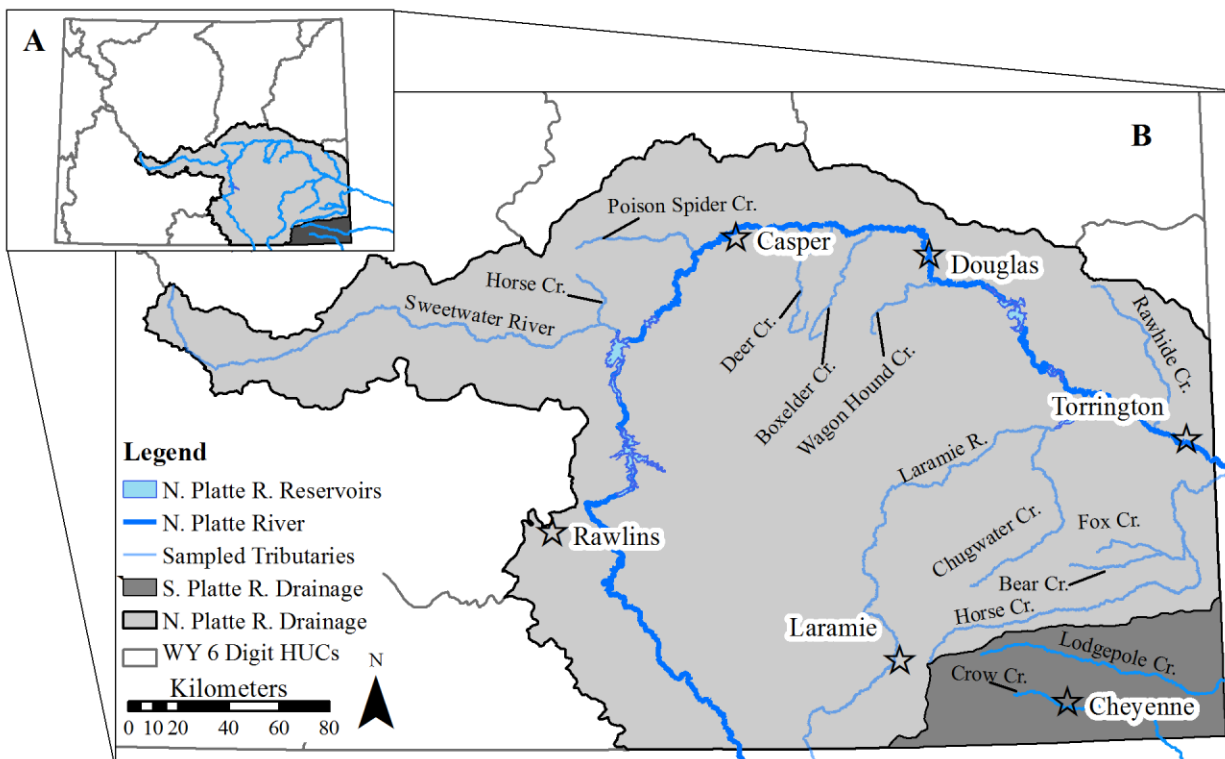 A
B
Poison Spider Cr.
Casper
Douglas
Horse Cr.
Sweetwater River
Deer Cr.
Boxelder Cr.
Wagon Hound Cr.
Rawhide Cr.
Torrington
Laramie R.
Legend
N. Platte R. Reservoirs
N. Platte River
Sampled Tributaries
S. Platte R. Drainage
N. Platte R. Drainage
WY 6 Digit HUCs
Kilometers
0 10 20 40 60 80
N
Rawlins
Chugwater Cr.
Fox Cr.
Bear Cr.
Horse Cr.
Laramie
Lodgepole Cr.
Crow Cr.
Cheyenne